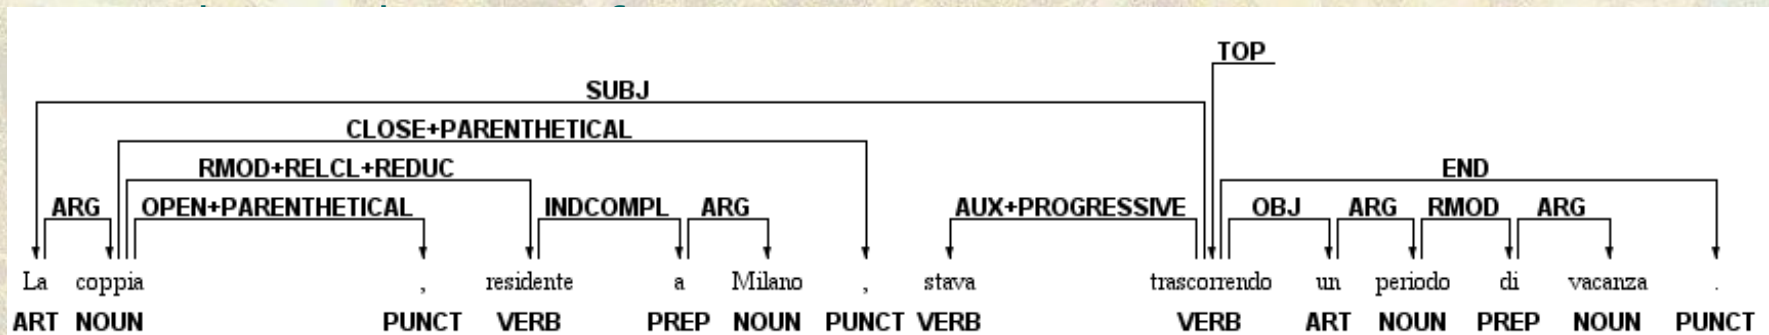 TOP
SUBJ
CLOSE+PARENTHETICAL
RMOD+RELCL+REDUC END
ARG OPEN+PARENTHETICAL INDCOMPL ARG AUX+PROGRESSIVE OBJ ARG RMOD ARG
La coppia , residente a Milano , stava trascorrendo un periodo di vacanza .
ART NOUN PUNCT VERB PREP NOUN PUNCT VERB VERB ART NOUN PREP NOUN PUNCT